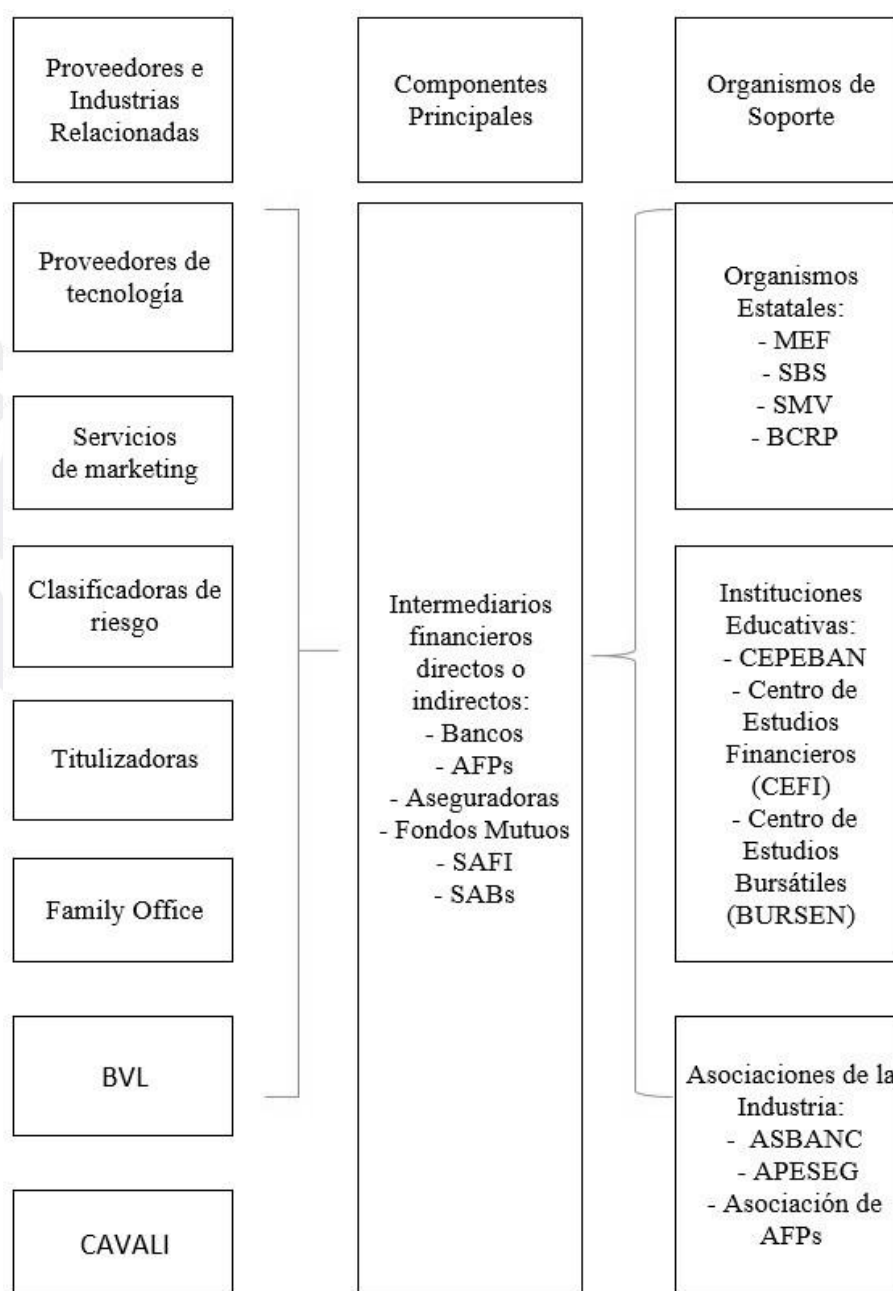 Proveedores e
Industrias
Relacionadas
Proveedores de
tecnología
Servicios
de marketing
Clasificadoras de
riesgo
Titulizadoras
Family Office
BVL
CAVALI
Componentes
Principales
Intermediarios
financieros
directos o
indirectos:
- Bancos
- AFPs
- Aseguradoras
- Fondos Mutuos
- SAFI
- SABs
Organismos de
Soporte
Organismos
Estatales:
- MEF
- SBS
- SMV
- BCRP
Instituciones
Educativas:
- CEPEBAN
- Centro de
Estudios
Financieros
(CEFI)
- Centro de
Estudios
Bursátiles
(BURSEN)
Asociaciones de la
Industria:
- ASBANC
- APESEG
- Asociación de
AFPs